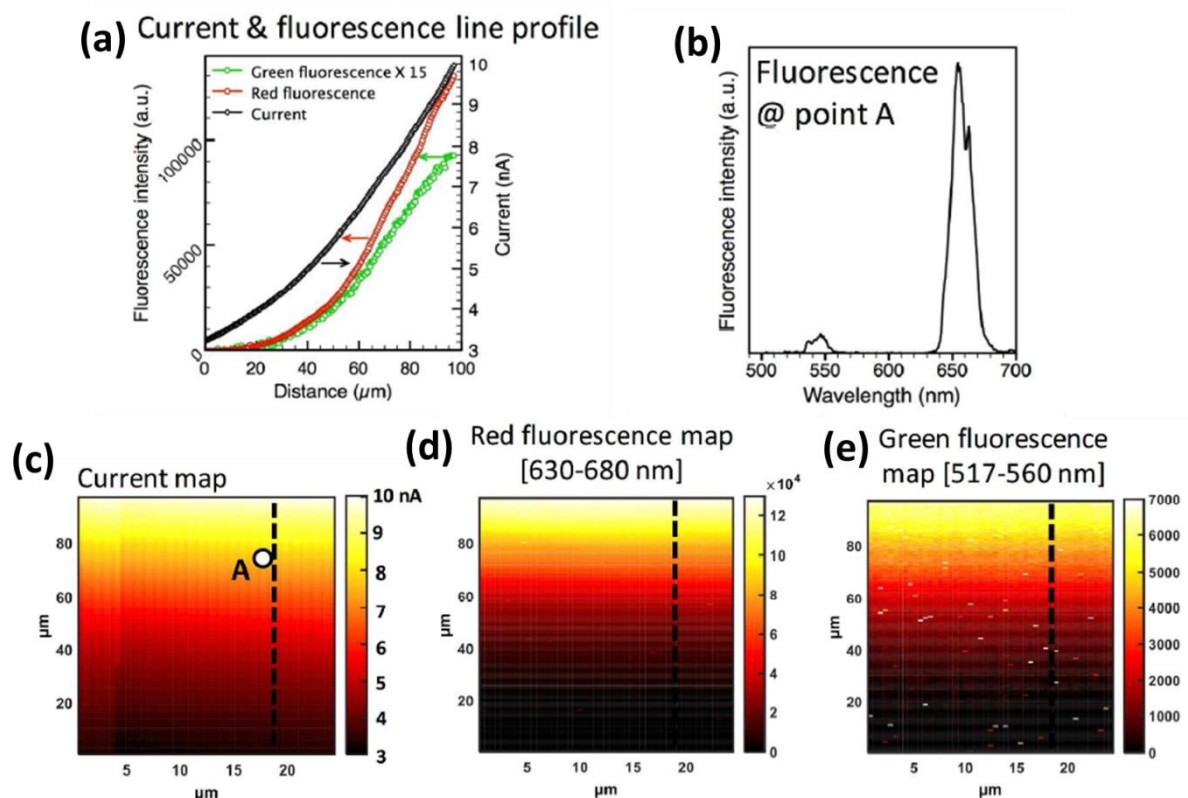 (a) Current & fluorescence line profile
Fluorescence intensity (a.u.)
100000
50000
0
Green fluorescence X 15
Red fluorescence
Current
10
9
8
7
6
5
4
3
Current (nA)
0 20 40 60 80 100
Distance (µm)
(b)
Fluorescence intensity (a.u.)
Fluorescence
@ point A
500 550 600 650 700
Wavelength (nm)
(c) Current map
µm
80
60
40
20
A
5 10 15 20
µm
10 nA
9
8
7
6
5
4
3
(d) Red fluorescence map
[630-680 nm]
µm
80
60
40
20
5 10 15 20
µm
×10⁴
12
10
8
6
4
2
0
(e) Green fluorescence
map [517-560 nm]
µm
80
60
40
20
5 10 15 20
µm
7000
6000
5000
4000
3000
2000
1000
0